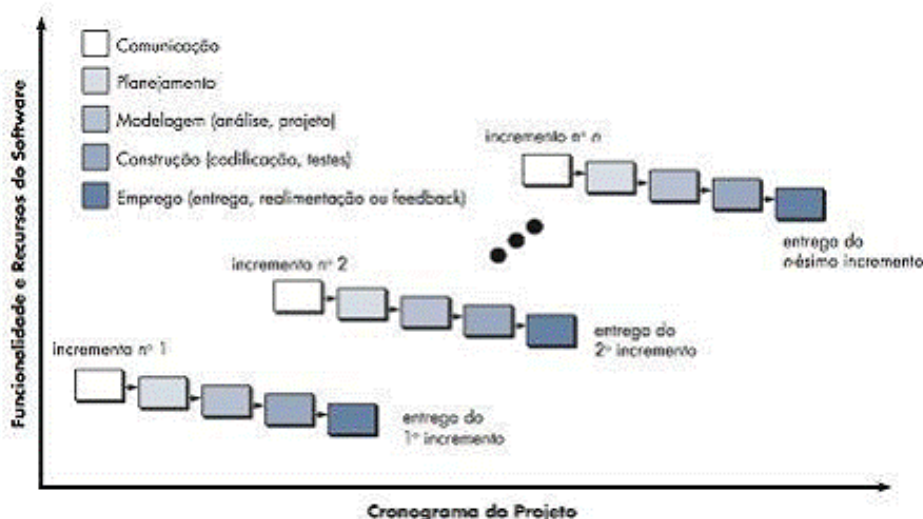 Funcionalidade e Recursos do Software
Comunicação
Planejamento
Modelagem (análise, projeto)
Construção (codificação, testes)
Emprego (entrega, realimentação ou feedback)
incremento nº n
entrega do
n-ésimo incremento
incremento nº 2
entrega do
2º incremento
incremento nº 1
entrega do
1º incremento
Cronograma do Projeto